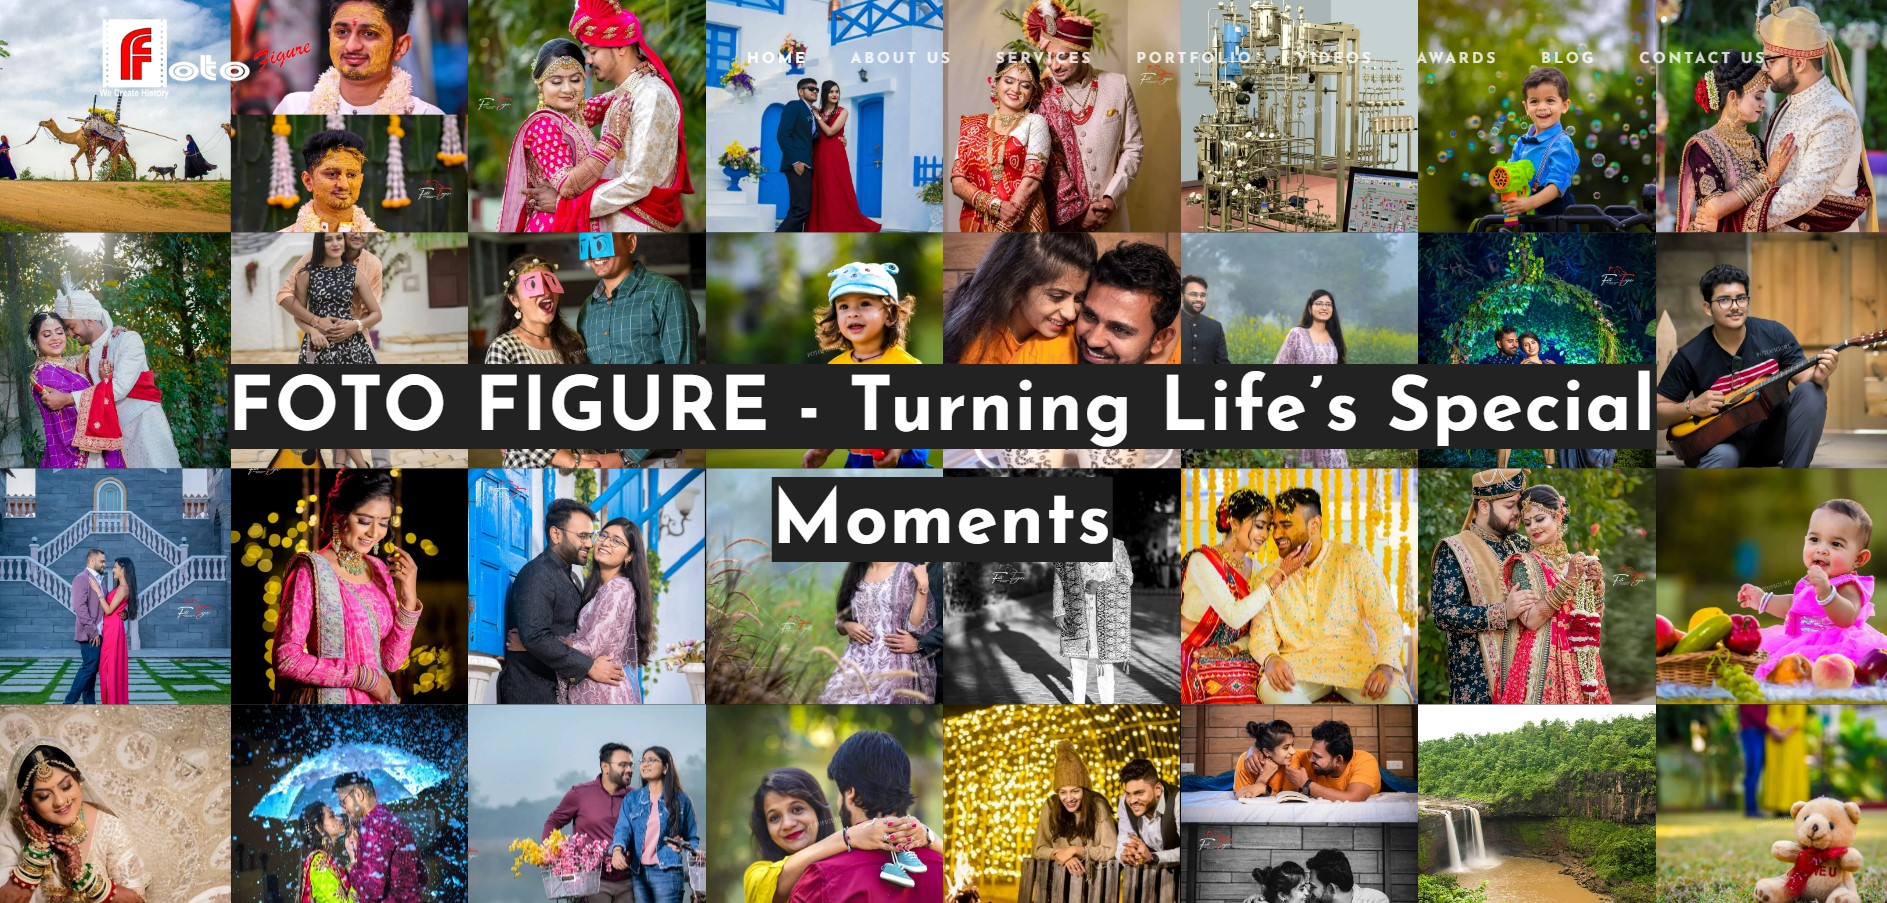 Foto Figure
We Create History
HOME ABOUT US SERVICES PORTFOLIO VIDEOS AWARDS BLOG CONTACT US
FOTO FIGURE - Turning Life’s Special
Moments